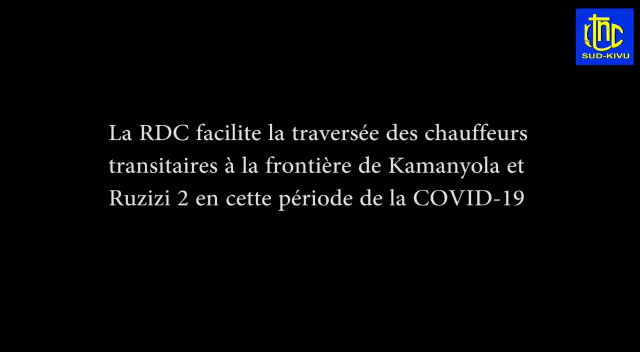 RTNC
SUD-KIVU
La RDC facilite la traversée des chauffeurs
transitaires à la frontière de Kamanyola et
Ruzizi 2 en cette période de la COVID-19